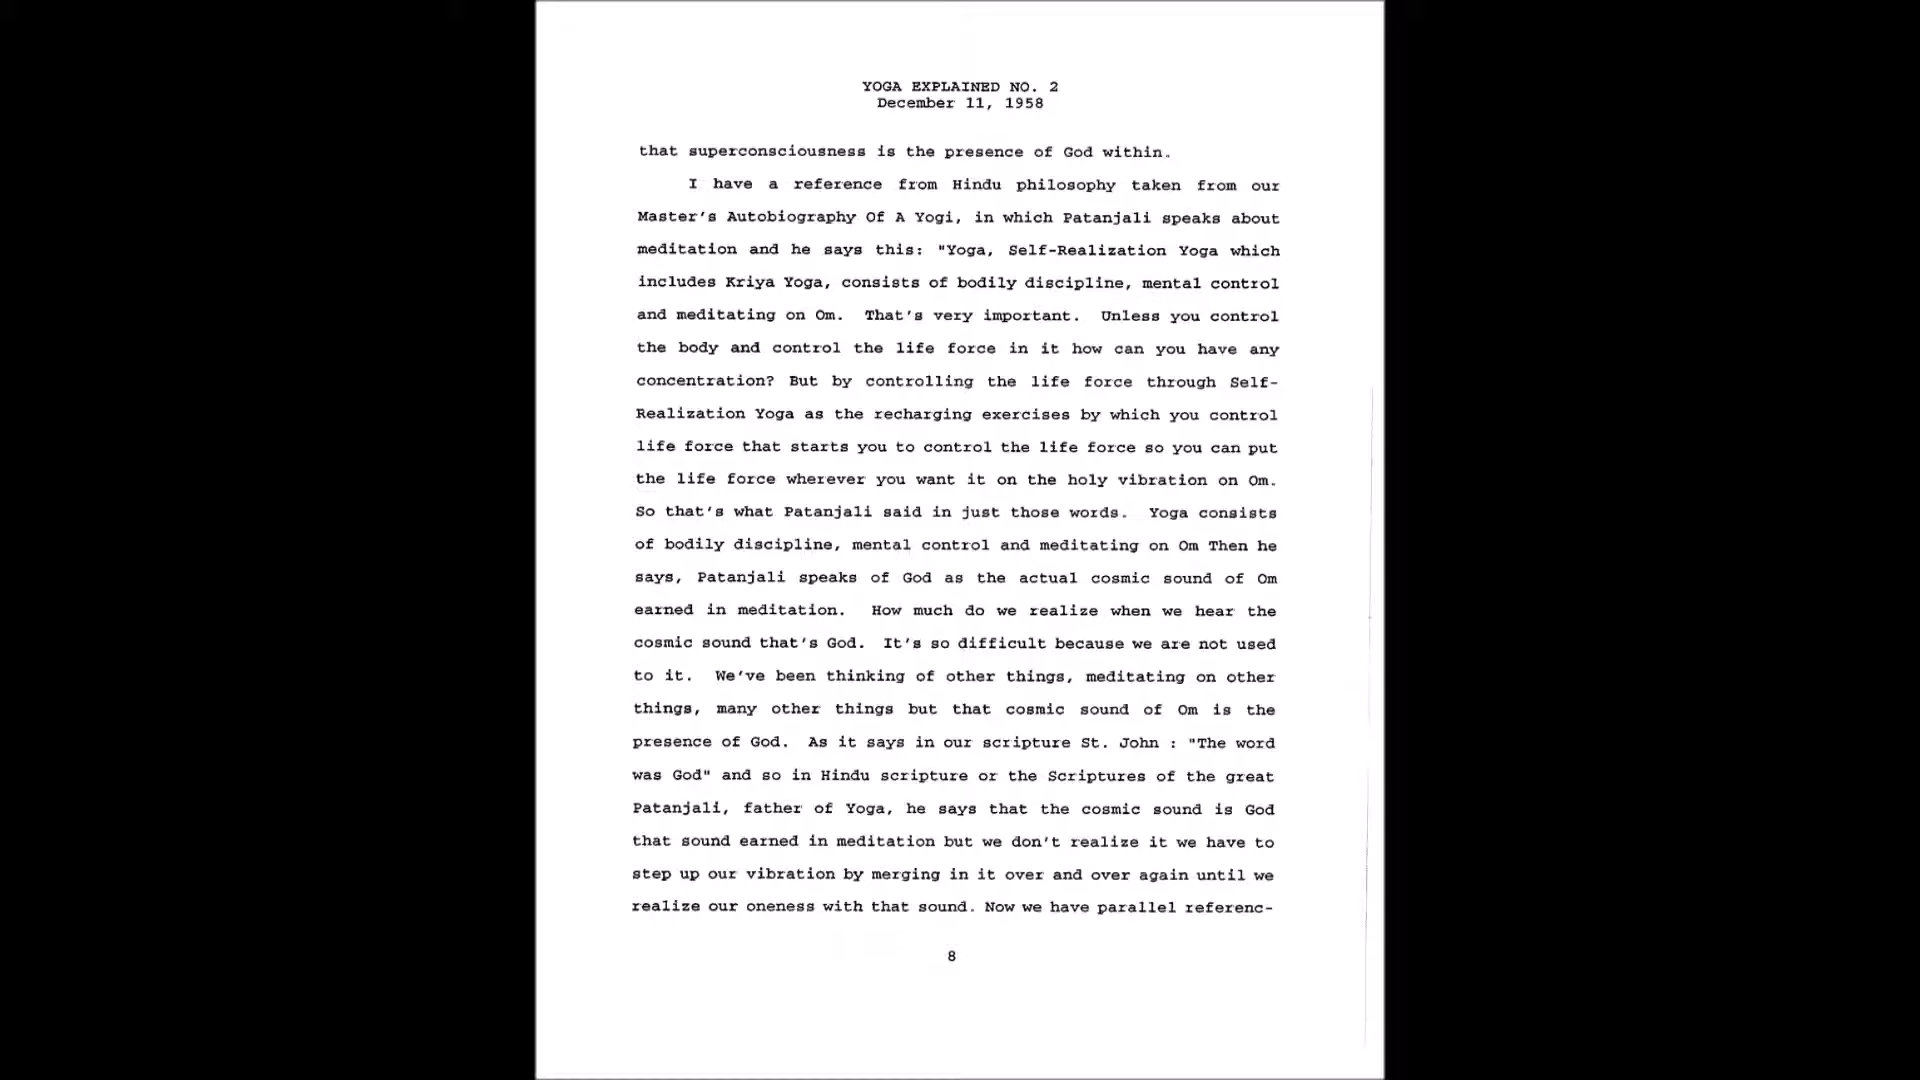 YOGA EXPLAINED NO. 2
December 11, 1958
that superconsciousness is the presence of God within.
I have a reference from Hindu philosophy taken from our
Master's Autobiography Of A Yogi, in which Patanjali speaks about
meditation and he says this: "Yoga, Self-Realization Yoga which
includes Kriya Yoga, consists of bodily discipline, mental control
and meditating on Om. That's very important. Unless you control
the body and control the life force in it how can you have any
concentration? But by controlling the life force through Self-
Realization Yoga as the recharging exercises by which you control
life force that starts you to control the life force so you can put
the life force wherever you want it on the holy vibration on Om.
So that's what Patanjali said in just those words. Yoga consists
of bodily discipline, mental control and meditating on Om Then he
says, Patanjali speaks of God as the actual cosmic sound of Om
earned in meditation. How much do we realize when we hear the
cosmic sound that's God. It's so difficult because we are not used
to it. We've been thinking of other things, meditating on other
things, many other things but that cosmic sound of Om is the
presence of God. As it says in our scripture St. John : "The word
was God" and so in Hindu scripture or the Scriptures of the great
Patanjali, father of Yoga, he says that the cosmic sound is God
that sound earned in meditation but we don't realize it we have to
step up our vibration by merging in it over and over again until we
realize our oneness with that sound. Now we have parallel referenc-
8